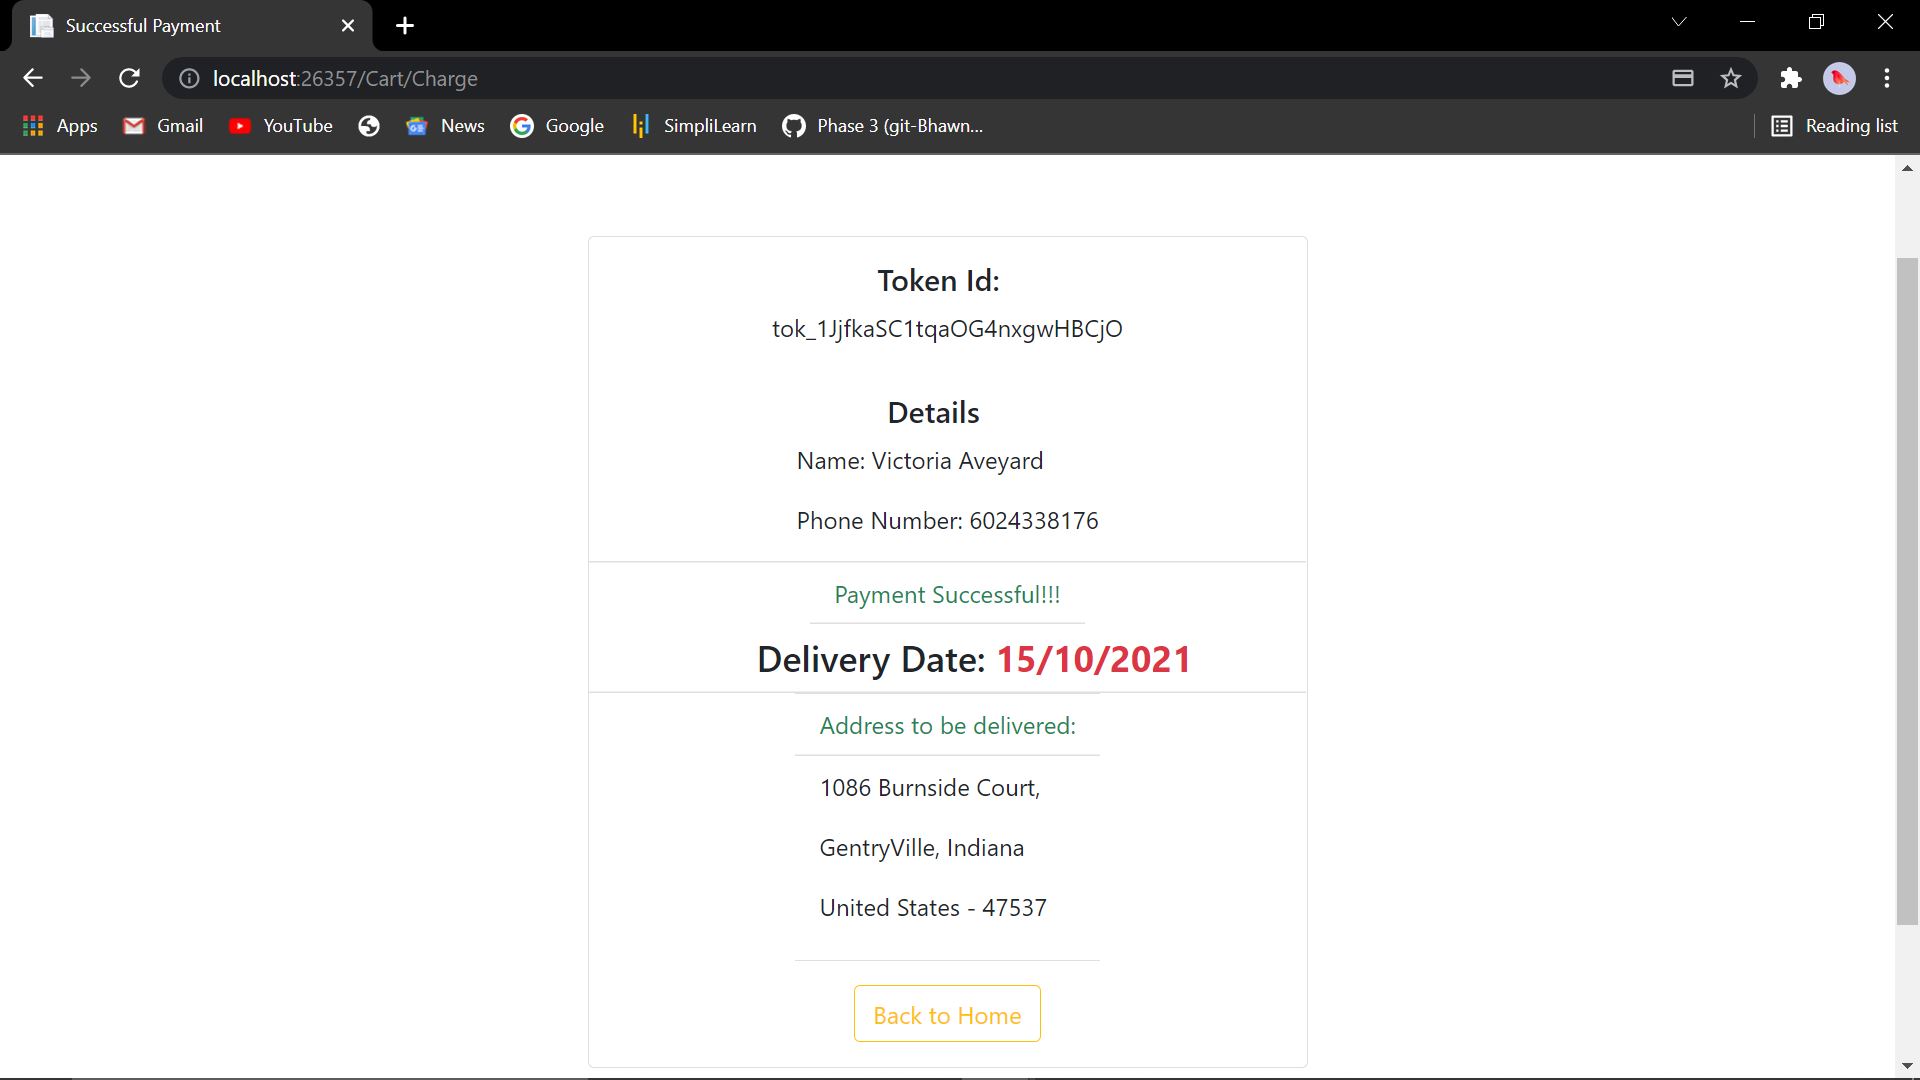 Successful Payment
localhost:26357/Cart/Charge
Apps Gmail YouTube News Google SimpliLearn Phase 3 (git-Bhawn... Reading list
Token Id:
tok_1JjfkaSC1tqaOG4nxgwHBCjO
Details
Name: Victoria Aveyard
Phone Number: 6024338176
Payment Successful!!!
Delivery Date: 15/10/2021
Address to be delivered:
1086 Burnside Court,
GentryVille, Indiana
United States - 47537
Back to Home